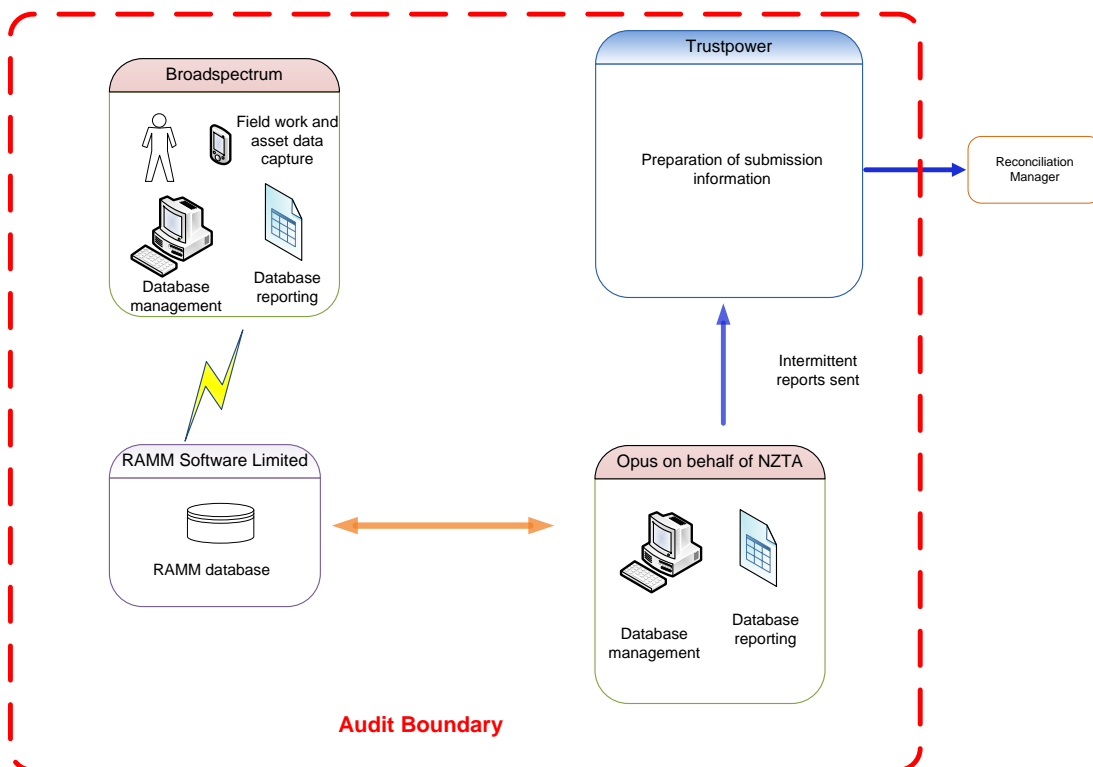 Broadspectrum
Field work and
asset data
capture
Database
management
Database
reporting
Trustpower
Preparation of submission
information
Reconciliation
Manager
Intermittent
reports sent
RAMM Software Limited
RAMM database
Opus on behalf of NZTA
Database
management
Database
reporting
Audit Boundary